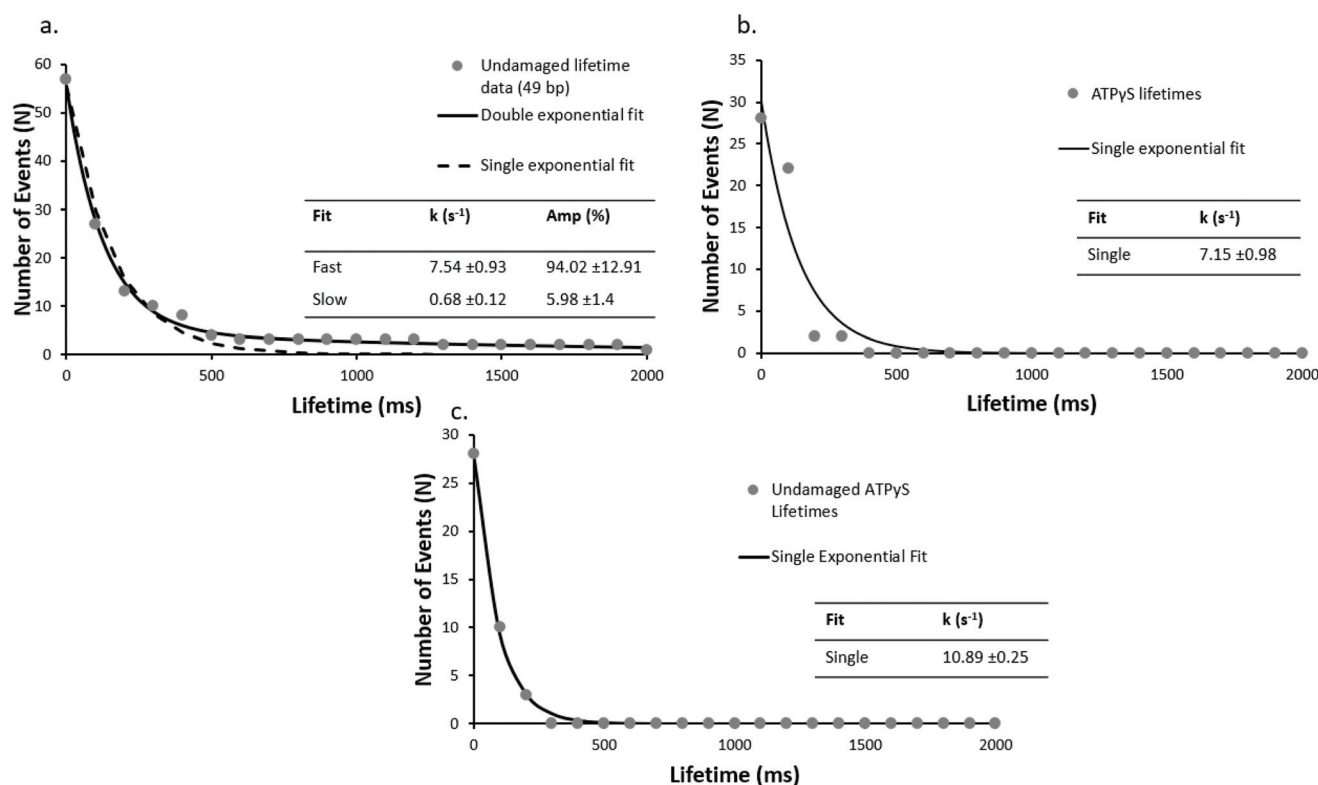 a.
60
50
40
30
20
10
0
Number of Events (N)
0 500 1000 1500 2000
Lifetime (ms)
Undamaged lifetime
data (49 bp)
Double exponential fit
Single exponential fit
Fit k (s⁻¹) Amp (%)
Fast 7.54 ±0.93 94.02 ±12.91
Slow 0.68 ±0.12 5.98 ±1.4
b.
35
30
25
20
15
10
5
0
Number of Events (N)
0 500 1000 1500 2000
Lifetime (ms)
ATPγS lifetimes
Single exponential fit
Fit k (s⁻¹)
Single 7.15 ±0.98
c.
30
25
20
15
10
5
0
Number of Events (N)
0 500 1000 1500 2000
Lifetime (ms)
Undamaged ATPγS
Lifetimes
Single Exponential Fit
Fit k (s⁻¹)
Single 10.89 ±0.25